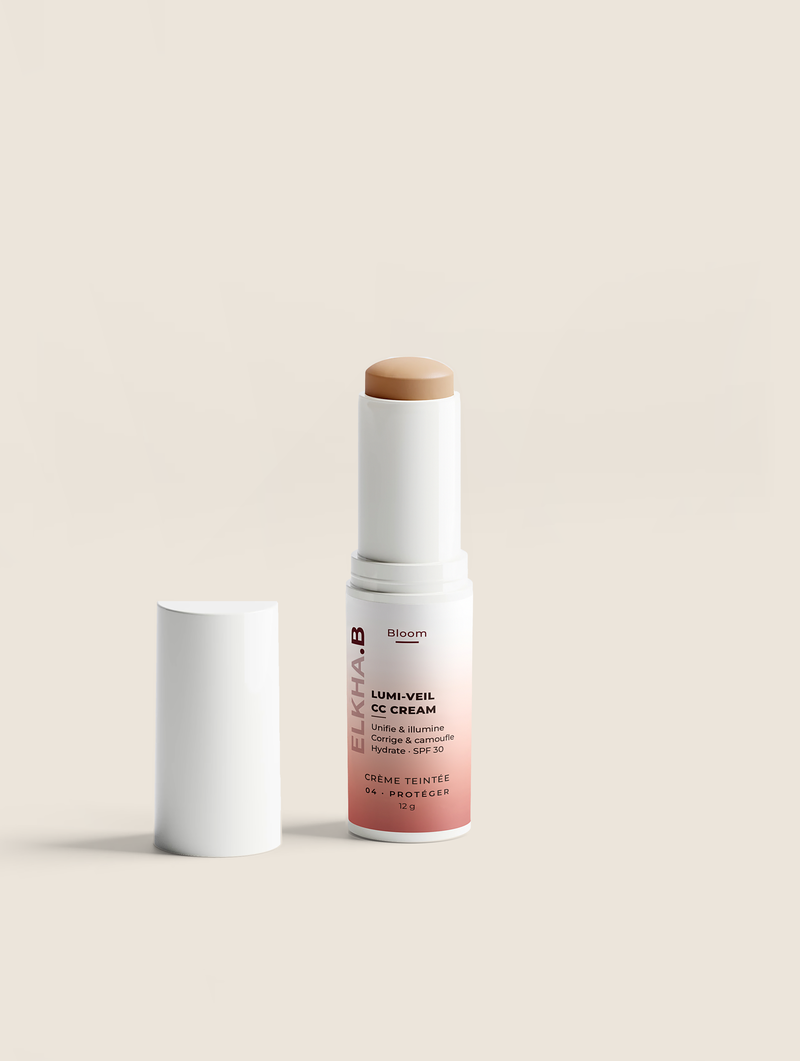 Bloom
ELKHA.B
LUMI-VEIL
CC CREAM
Unifie & illumine
Corrige & camoufle
Hydrate · SPF 30
CRÈME TEINTÉE
04 · PROTÉGER
12 g